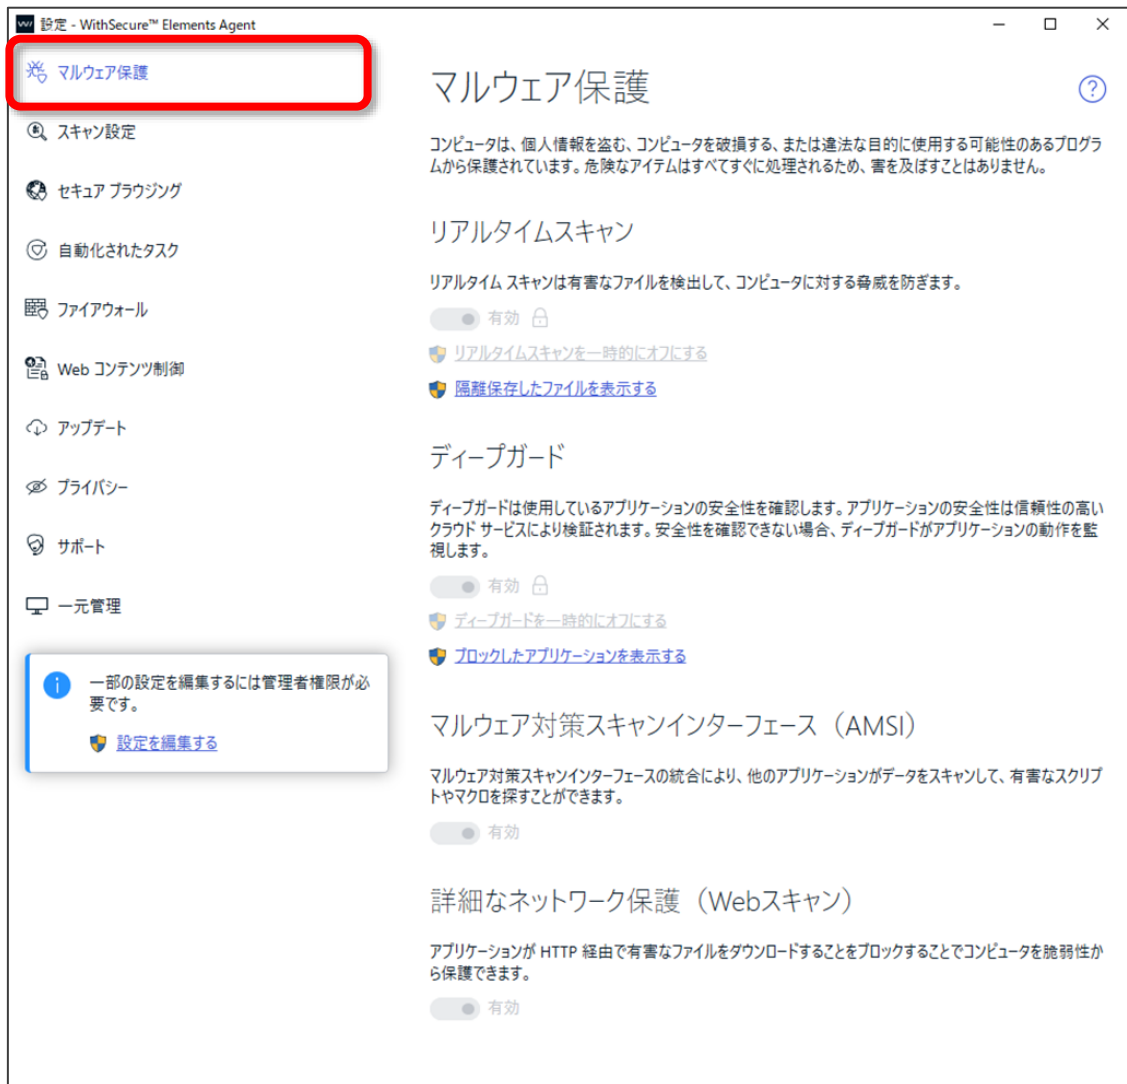 設定 - WithSecure™ Elements Agent
マルウェア保護
スキャン設定
セキュア ブラウジング
自動化されたタスク
ファイアウォール
Web コンテンツ制御
アップデート
プライバシー
サポート
一元管理
一部の設定を編集するには管理者権限が必
要です。
設定を編集する
マルウェア保護
コンピュータは、個人情報を盗む、コンピュータを破損する、または違法な目的に使用する可能性のあるプログラ
ムから保護されています。危険なアイテムはすべてすぐに処理されるため、害を及ぼすことはありません。
リアルタイムスキャン
リアルタイム スキャンは有害なファイルを検出して、コンピュータに対する脅威を防ぎます。
有効
リアルタイムスキャンを一時的にオフにする
隔離保存したファイルを表示する
ディープガード
ディープガードは使用しているアプリケーションの安全性を確認します。アプリケーションの安全性は信頼性の高い
クラウド サービスにより検証されます。安全性を確認できない場合、ディープガードがアプリケーションの動作を監
視します。
有効
ディープガードを一時的にオフにする
ブロックしたアプリケーションを表示する
マルウェア対策スキャンインターフェース（AMSI）
マルウェア対策スキャンインターフェースの統合により、他のアプリケーションがデータをスキャンして、有害なスクリプ
トやマクロを探すことができます。
有効
詳細なネットワーク保護（Webスキャン）
アプリケーションが HTTP 経由で有害なファイルをダウンロードすることをブロックすることでコンピュータを脆弱性か
ら保護できます。
有効